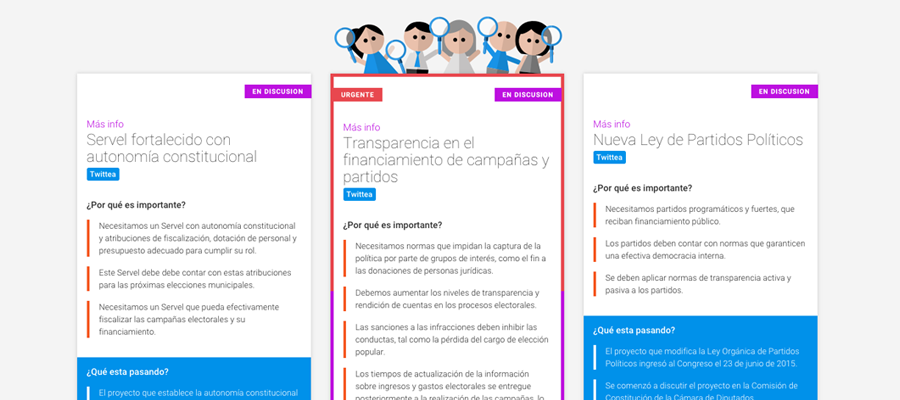 EN DISCUSION
Más info
Servel fortalecido con
autonomía constitucional
Twittea
¿Por qué es importante?
Necesitamos un Servel con autonomía constitucional
y atribuciones de fiscalización, dotación de personal y
presupuesto adecuado para cumplir su rol.
Este Servel debe debe contar con estas atribuciones
para las próximas elecciones municipales.
Necesitamos un Servel que pueda efectivamente
fiscalizar las campañas electorales y su
financiamiento.
¿Qué esta pasando?
El proyecto que establece la autonomía constitucional
URGENTE
EN DISCUSION
Más info
Transparencia en el
financiamiento de campañas y
partidos
Twittea
¿Por qué es importante?
Necesitamos normas que impidan la captura de la
política por parte de grupos de interés, como el fin a
las donaciones de personas jurídicas.
Debemos aumentar los niveles de transparencia y
rendición de cuentas en los procesos electorales.
Las sanciones a las infracciones deben inhibir las
conductas, tal como la pérdida del cargo de elección
popular.
Los tiempos de actualización de la información
sobre ingresos y gastos electorales se entregue
posteriormente a la realización de las campañas, lo
EN DISCUSION
Más info
Nueva Ley de Partidos Políticos
Twittea
¿Por qué es importante?
Necesitamos partidos programáticos y fuertes, que
reciban financiamiento público.
Los partidos deben contar con normas que garanticen
una efectiva democracia interna.
Se deben aplicar normas de transparencia activa y
pasiva a los partidos.
¿Qué esta pasando?
El proyecto que modifica la Ley Orgánica de Partidos
Políticos ingresó al Congreso el 23 de junio de 2015.
Se comenzó a discutir el proyecto en la Comisión de
Constitución de la Cámara de Diputados